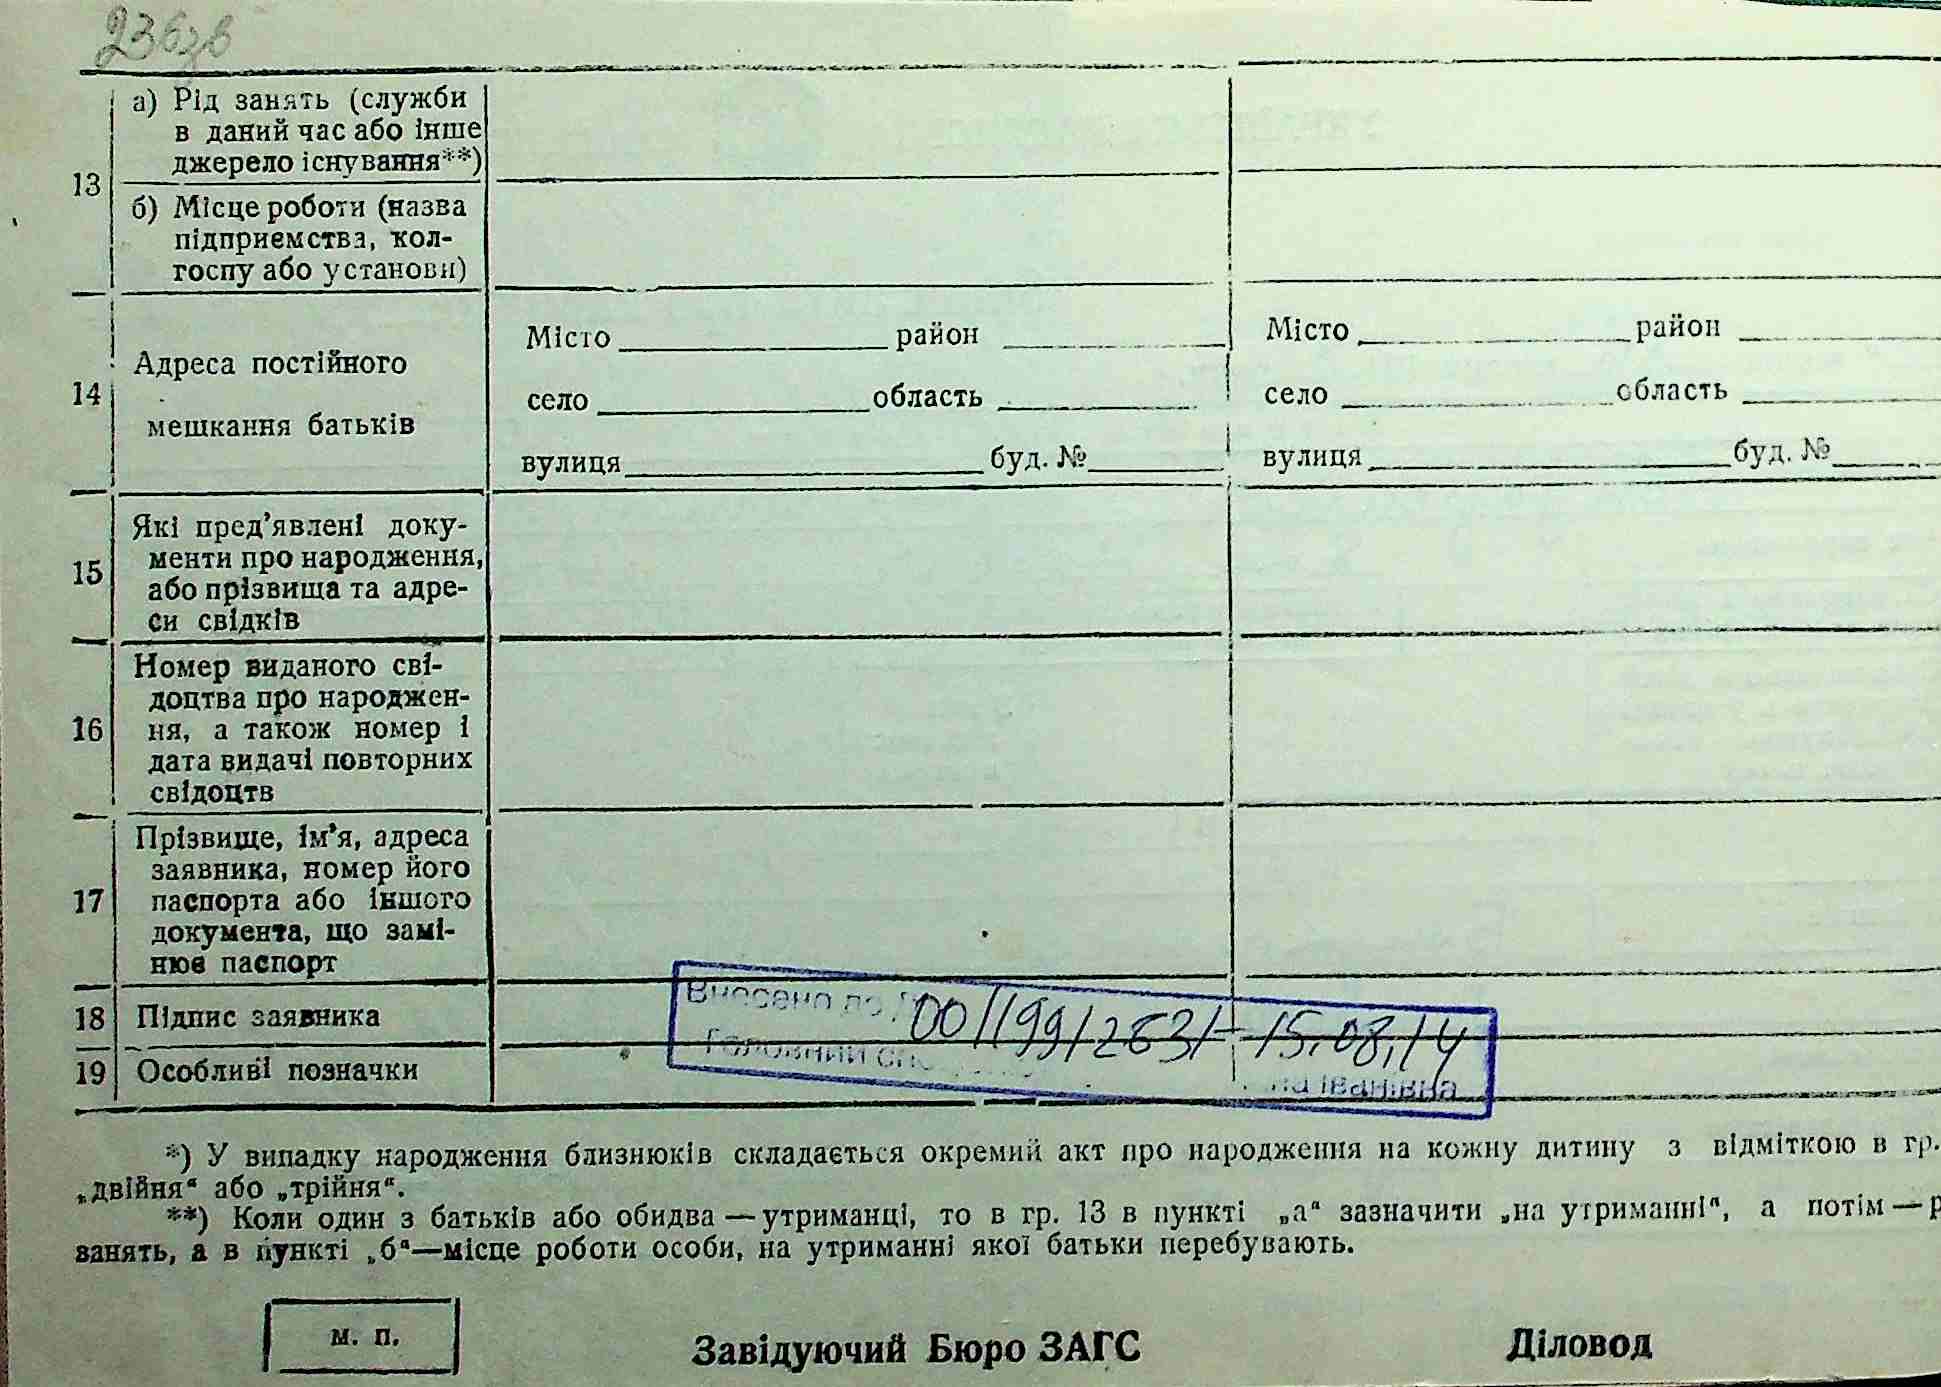 236зв
13
а) Рід занять (служби
в даний час або інше
джерело існування**)
б) Місце роботи (назва
підприємства, кол-
госпу або установи)
14
Адреса постійного
мешкання батьків
Місто район
село область
вулиця буд. №
Місто район
село область
вулиця буд. №
15
Які пред’явлені доку-
менти про народження,
або прізвища та адре-
си свідків
16
Номер виданого сві-
доцтва про народжен-
ня, а також номер і
дата видачі повторних
свідоцтв
17
Прізвище, ім’я, адреса
заявника, номер його
паспорта або іншого
документа, що замі-
нює паспорт
18 Підпис заявника
19 Особливі позначки
Внесено до
00119912631 – 15.08.14
Головний
Іванівна
*) У випадку народження близнюків складається окремий акт про народження на кожну дитину з відміткою в гр.
„двійня“ або „трійня“.
**) Коли один з батьків або обидва — утриманці, то в гр. 13 в пункті „а“ зазначити „на утриманні“, а потім — р
занять, а в пункті „б“—місце роботи особи, на утриманні якої батьки перебувають.
м. п.
Завідуючий Бюро ЗАГС
Діловод